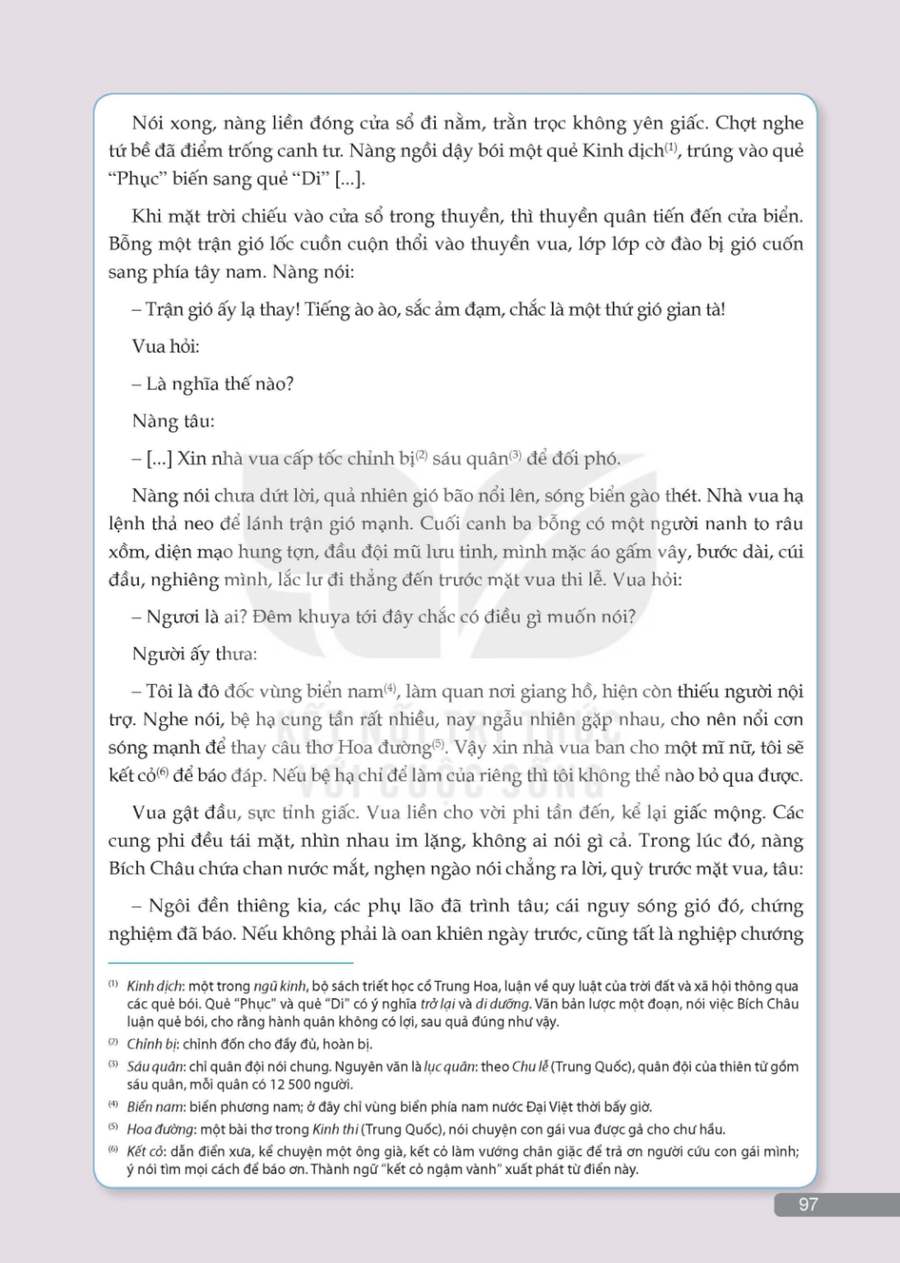 Nói xong, nàng liền đóng cửa sổ đi nằm, trằn trọc không yên giấc. Chợt nghe
tứ bề đã điểm trống canh tư. Nàng ngồi dậy bói một quẻ Kinh dịch(1), trúng vào quẻ
“Phục” biến sang quẻ “Di” [...].
Khi mặt trời chiếu vào cửa sổ trong thuyền, thì thuyền quân tiến đến cửa biển.
Bỗng một trận gió lốc cuồn cuộn thổi vào thuyền vua, lớp lớp cờ đào bị gió cuốn
sang phía tây nam. Nàng nói:
– Trận gió ấy lạ thay! Tiếng ào ào, sắc ảm đạm, chắc là một thứ gió gian tà!
Vua hỏi:
– Là nghĩa thế nào?
Nàng tâu:
– [...] Xin nhà vua cấp tốc chỉnh bị(2) sáu quân(3) để đối phó.
Nàng nói chưa dứt lời, quả nhiên gió bão nổi lên, sóng biển gào thét. Nhà vua hạ
lệnh thả neo để lánh trận gió mạnh. Cuối canh ba bỗng có một người nanh to râu
xồm, diện mạo hung tợn, đầu đội mũ lưu tinh, mình mặc áo gấm vây, bước dài, cúi
đầu, nghiêng mình, lắc lư đi thẳng đến trước mặt vua thi lễ. Vua hỏi:
– Ngươi là ai? Đêm khuya tới đây chắc có điều gì muốn nói?
Người ấy thưa:
– Tôi là đô đốc vùng biển nam(4), làm quan nơi giang hồ, hiện còn thiếu người nội
trợ. Nghe nói, bệ hạ cung tần rất nhiều, nay ngẫu nhiên gặp nhau, cho nên nổi cơn
sóng mạnh để thay câu thơ Hoa đường(5). Vậy xin nhà vua ban cho một mĩ nữ, tôi sẽ
kết cỏ(6) để báo đáp. Nếu bệ hạ chỉ để làm của riêng thì tôi không thể nào bỏ qua được.
Vua gật đầu, sực tỉnh giấc. Vua liền cho vời phi tần đến, kể lại giấc mộng. Các
cung phi đều tái mặt, nhìn nhau im lặng, không ai nói gì cả. Trong lúc đó, nàng
Bích Châu chứa chan nước mắt, nghẹn ngào nói chẳng ra lời, quỳ trước mặt vua, tâu:
– Ngôi đền thiêng kia, các phụ lão đã trình tâu; cái nguy sóng gió đó, chứng
nghiệm đã báo. Nếu không phải là oan khiên ngày trước, cũng tất là nghiệp chướng
KẾT NỐI TRI THỨC
VỚI CUỘC SỐNG
(1) Kinh dịch: một trong ngũ kinh, bộ sách triết học cổ Trung Hoa, luận về quy luật của trời đất và xã hội thông qua
các quẻ bói. Quẻ “Phục” và quẻ “Di” có ý nghĩa trở lại và di dưỡng. Văn bản lược một đoạn, nói việc Bích Châu
luận quẻ bói, cho rằng hành quân không có lợi, sau quả đúng như vậy.
(2) Chỉnh bị: chỉnh đốn cho đầy đủ, hoàn bị.
(3) Sáu quân: chỉ quân đội nói chung. Nguyên văn là lục quân: theo Chu lễ (Trung Quốc), quân đội của thiên tử gồm
sáu quân, mỗi quân có 12 500 người.
(4) Biển nam: biển phương nam; ở đây chỉ vùng biển phía nam nước Đại Việt thời bấy giờ.
(5) Hoa đường: một bài thơ trong Kinh thi (Trung Quốc), nói chuyện con gái vua được gả cho chư hầu.
(6) Kết cỏ: dẫn điển xưa, kể chuyện một ông già, kết cỏ làm vướng chân giặc để trả ơn người cứu con gái mình;
ý nói tìm mọi cách để báo ơn. Thành ngữ “kết cỏ ngậm vành” xuất phát từ điển này.
97